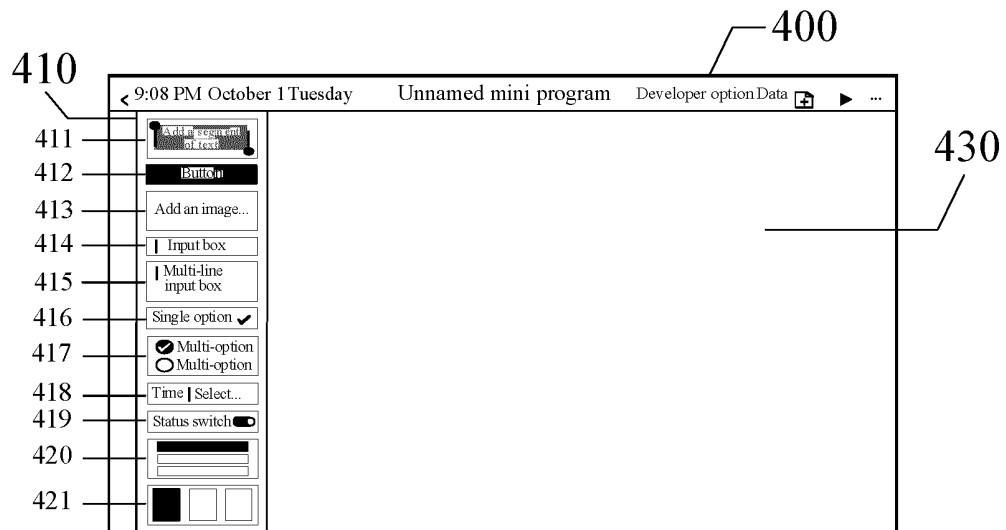 400
410
9:08 PM October 1 Tuesday Unnamed mini program Developer option Data ...
411 Add a segment
of text
430
412 Button
413 Add an image...
414 Input box
415 Multi-line
input box
416 Single option
417 Multi-option
Multi-option
418 Time Select...
419 Status switch
420
421